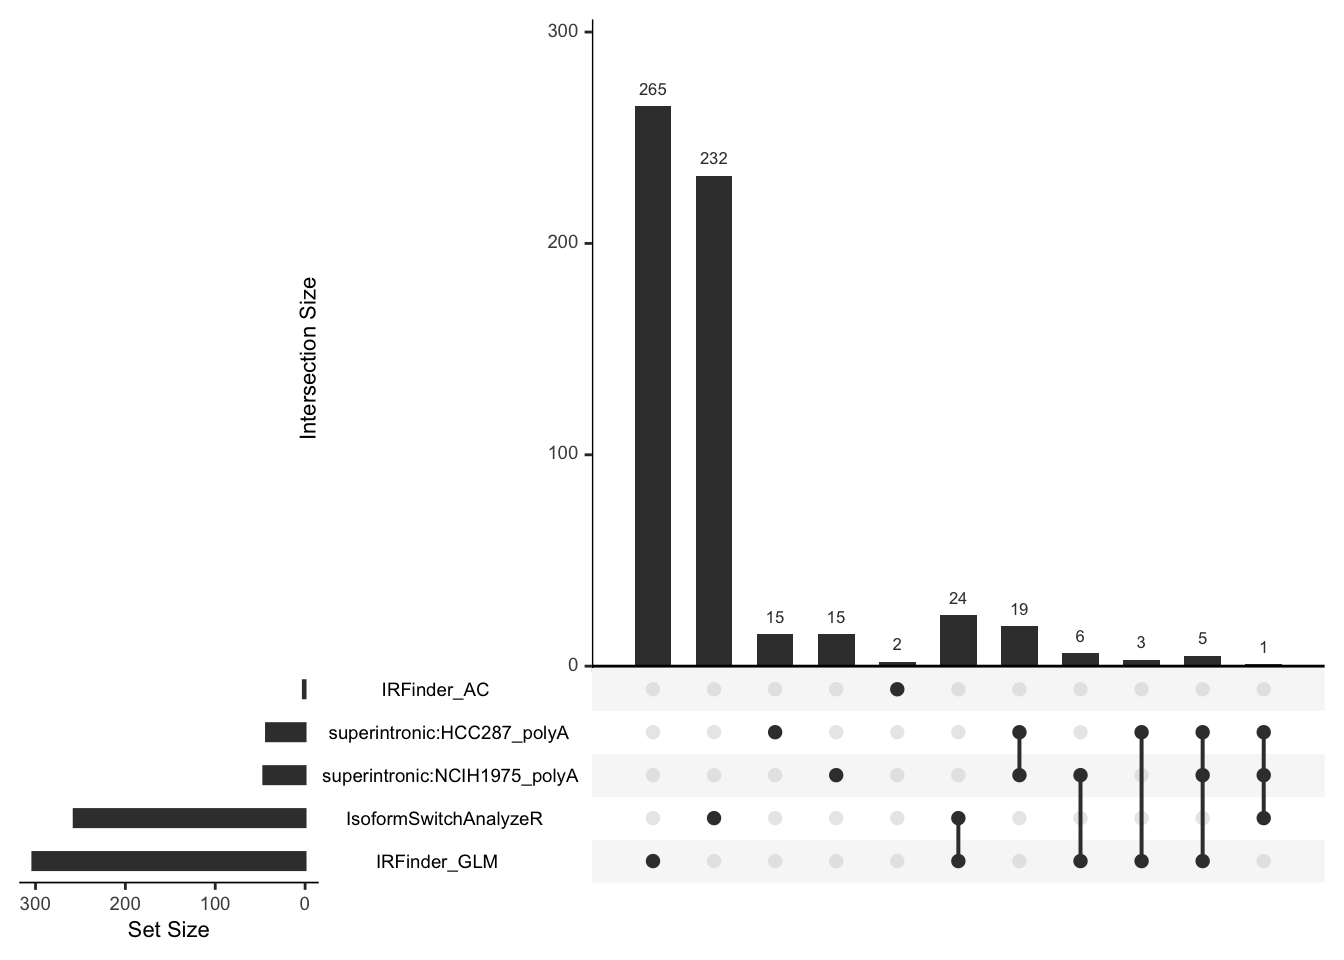 300
265
232
200
Intersection Size
100
15
15
2
24
19
6
3
5
1
0
IRFinder_AC
superintronic:HCC287_polyA
superintronic:NCIH1975_polyA
IsoformSwitchAnalyzeR
IRFinder_GLM
300 200 100 0
Set Size